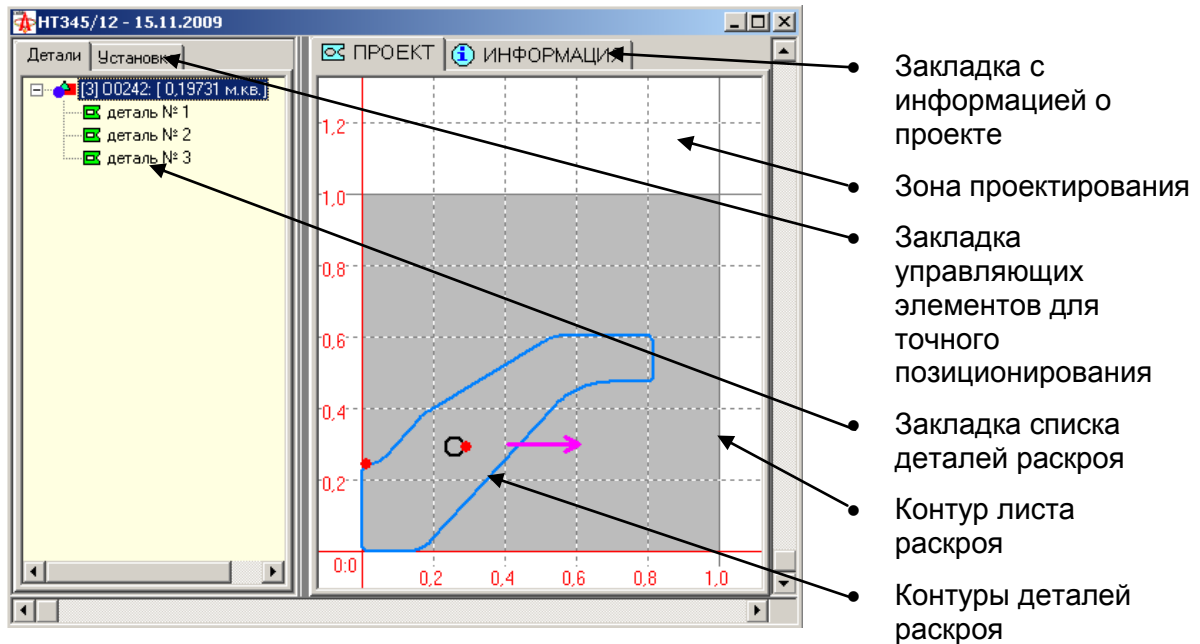 НТ345/12 - 15.11.2009
Детали
Установк
ПРОЕКТ
ИНФОРМАЦИЯ
[3] 00242: [ 0,19731 м.кв.]
деталь № 1
деталь № 2
деталь № 3
1,2
1,0
0,8
0,6
0,4
0,2
0:0
0,2
0,4
0,6
0,8
1,0
• Закладка с
информацией о
проекте
• Зона проектирования
• Закладка
управляющих
элементов для
точного
позиционирования
• Закладка списка
деталей раскроя
• Контур листа
раскроя
• Контуры деталей
раскроя